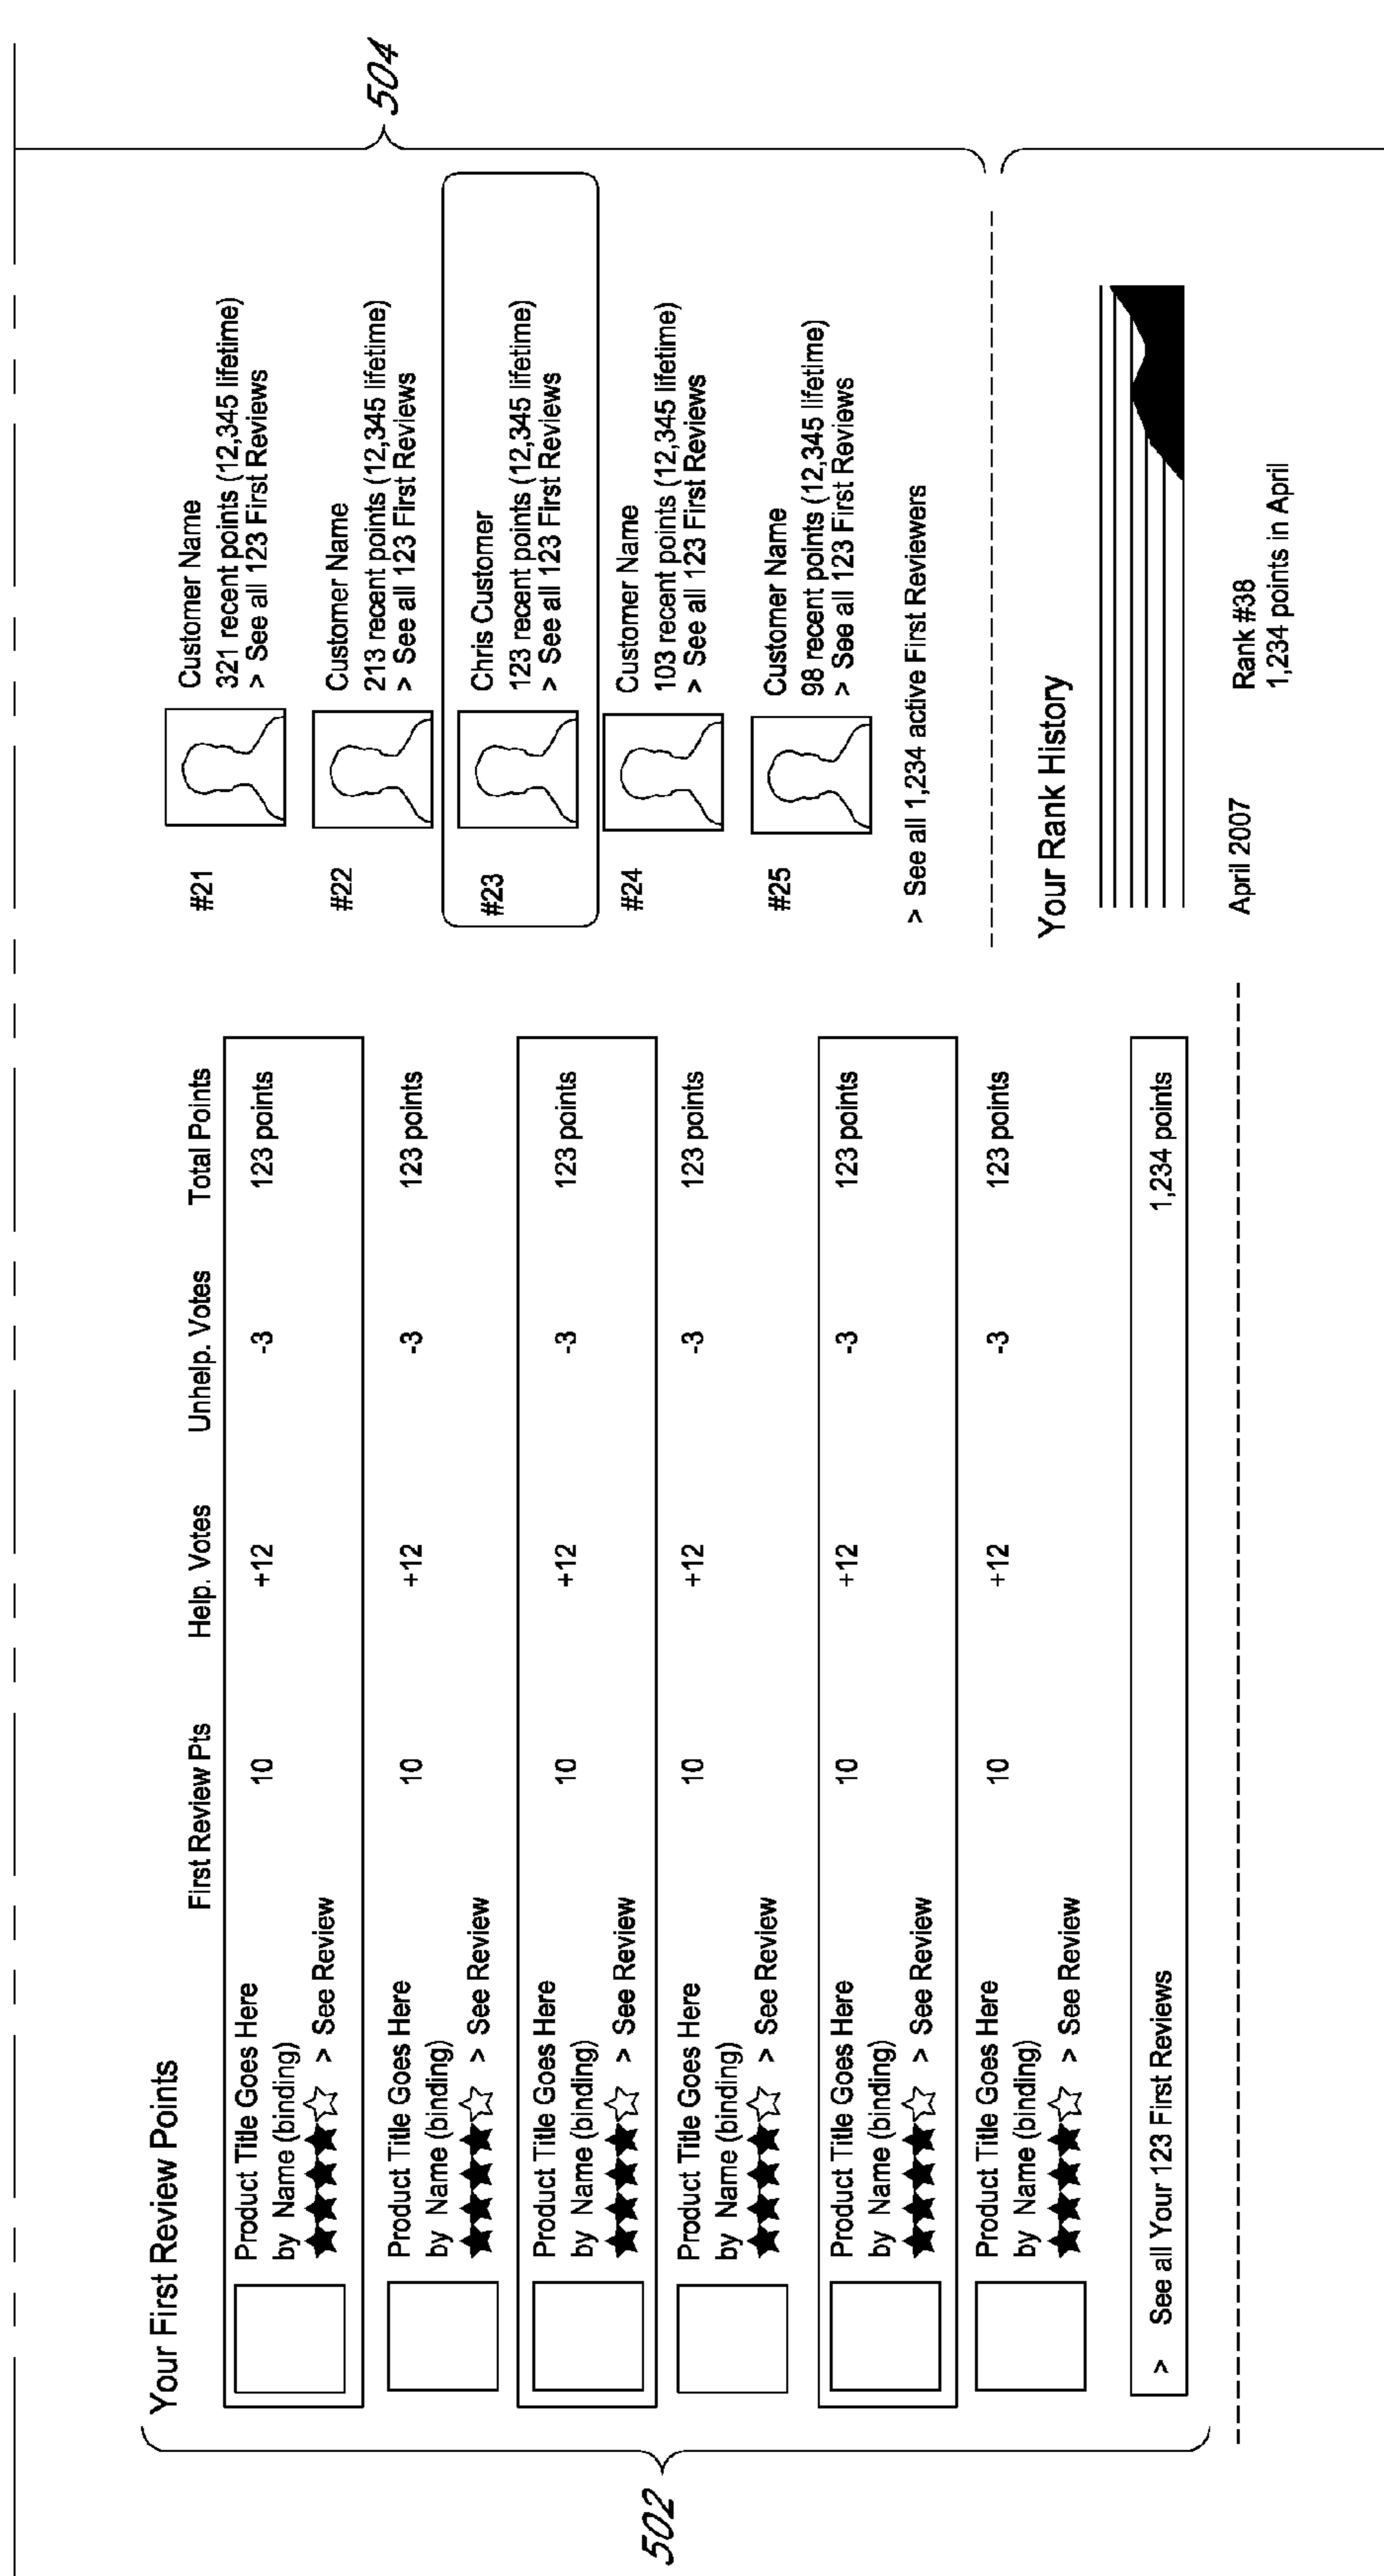 Your First Review Points
First Review Pts Help. Votes Unhelp. Votes Total Points
Product Title Goes Here 10 +12 -3 123 points
by Name (binding)
> See Review
Product Title Goes Here 10 +12 -3 123 points
by Name (binding)
> See Review
Product Title Goes Here 10 +12 -3 123 points
by Name (binding)
> See Review
Product Title Goes Here 10 +12 -3 123 points
by Name (binding)
> See Review
Product Title Goes Here 10 +12 -3 123 points
by Name (binding)
> See Review
Product Title Goes Here 10 +12 -3 123 points
by Name (binding)
> See Review
> See all Your 123 First Reviews 1,234 points
502
#21 Customer Name
321 recent points (12,345 lifetime)
> See all 123 First Reviews
#22 Customer Name
213 recent points (12,345 lifetime)
> See all 123 First Reviews
#23 Chris Customer
123 recent points (12,345 lifetime)
> See all 123 First Reviews
#24 Customer Name
103 recent points (12,345 lifetime)
> See all 123 First Reviews
#25 Customer Name
98 recent points (12,345 lifetime)
> See all 123 First Reviews
> See all 1,234 active First Reviewers
504
Your Rank History
April 2007 Rank #38
1,234 points in April